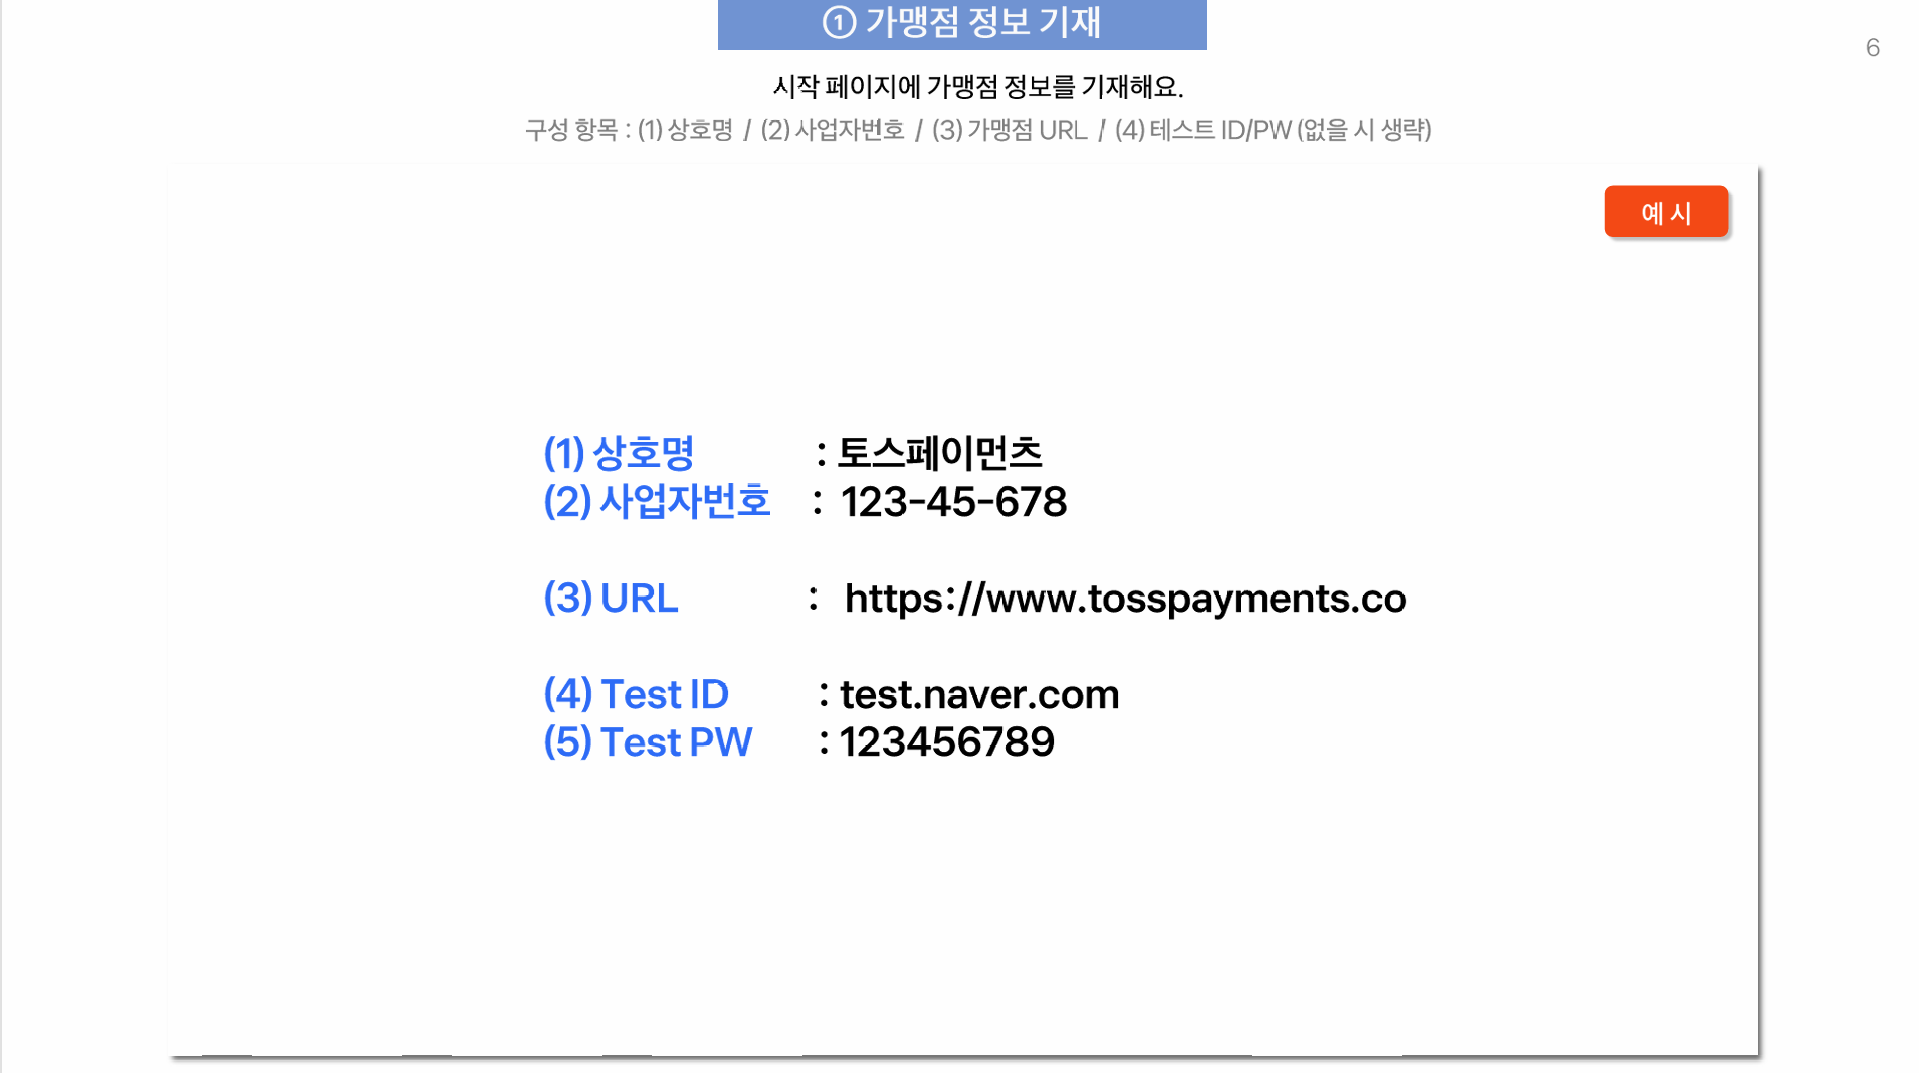 ① 가맹점 정보 기재
6
시작 페이지에 가맹점 정보를 기재해요.
구성 항목 : (1) 상호명 / (2) 사업자번호 / (3) 가맹점 URL / (4) 테스트 ID/PW (없을 시 생략)
예 시
(1) 상호명 : 토스페이먼츠
(2) 사업자번호 : 123-45-678
(3) URL : https://www.tosspayments.co
(4) Test ID : test.naver.com
(5) Test PW : 123456789